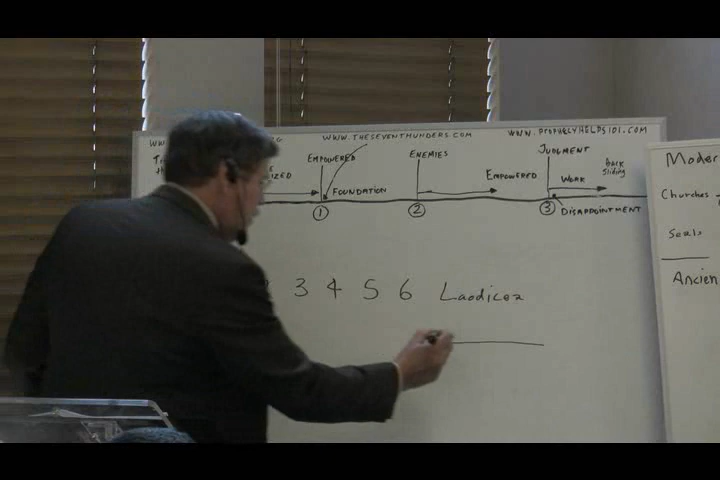 WWW.THESEVENTHUNDERS.COM WWW.PROPHECYHELPS101.COM
EMPOWERED ENEMIES JUDGMENT
FOUNDATION EMPOWERED WORK back sliding
1 2 3 DISAPPOINTMENT
3 4 5 6 Laodicea
Moder
Churches
Seals
Ancien